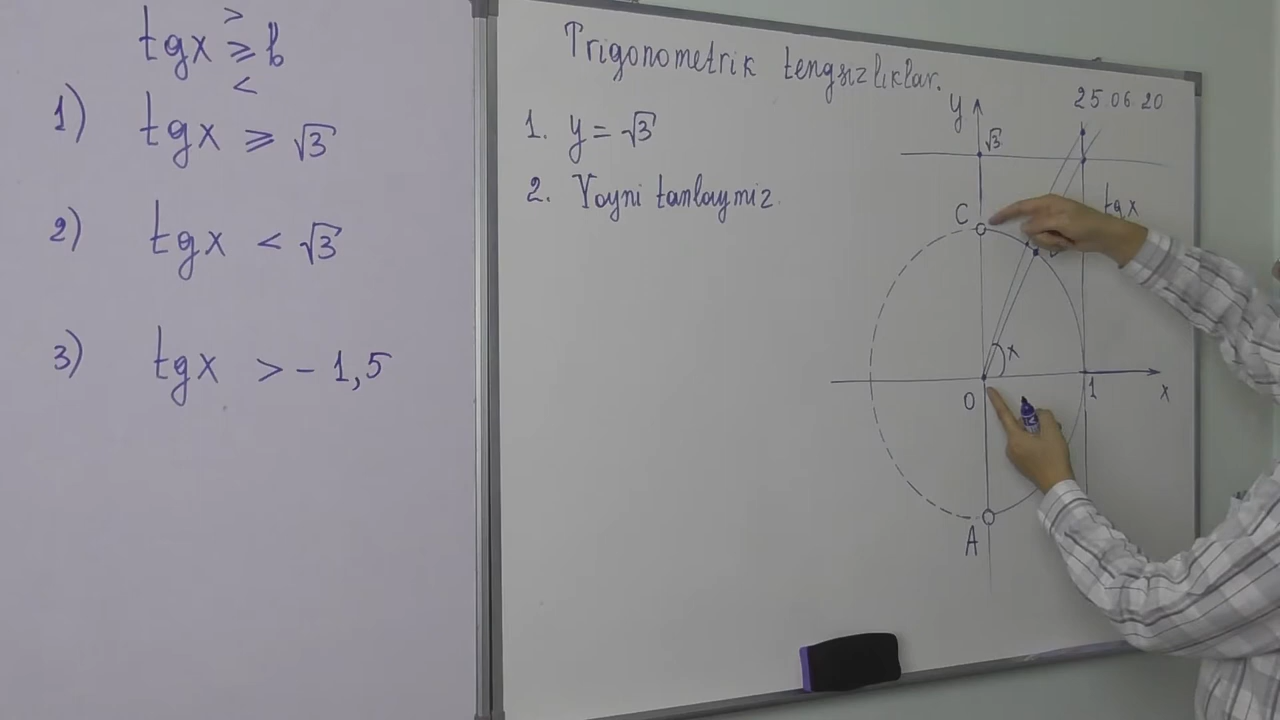 tgx ⩾ b
>
<
1) tgx ⩾ √3
2) tgx < √3
3) tgx > - 1,5
Trigonometrik tengsizliklar.
25.06.20
1. y = √3
2. Yoyni tanlaymiz.
y
√3
tgx
C
x
O
1
x
A